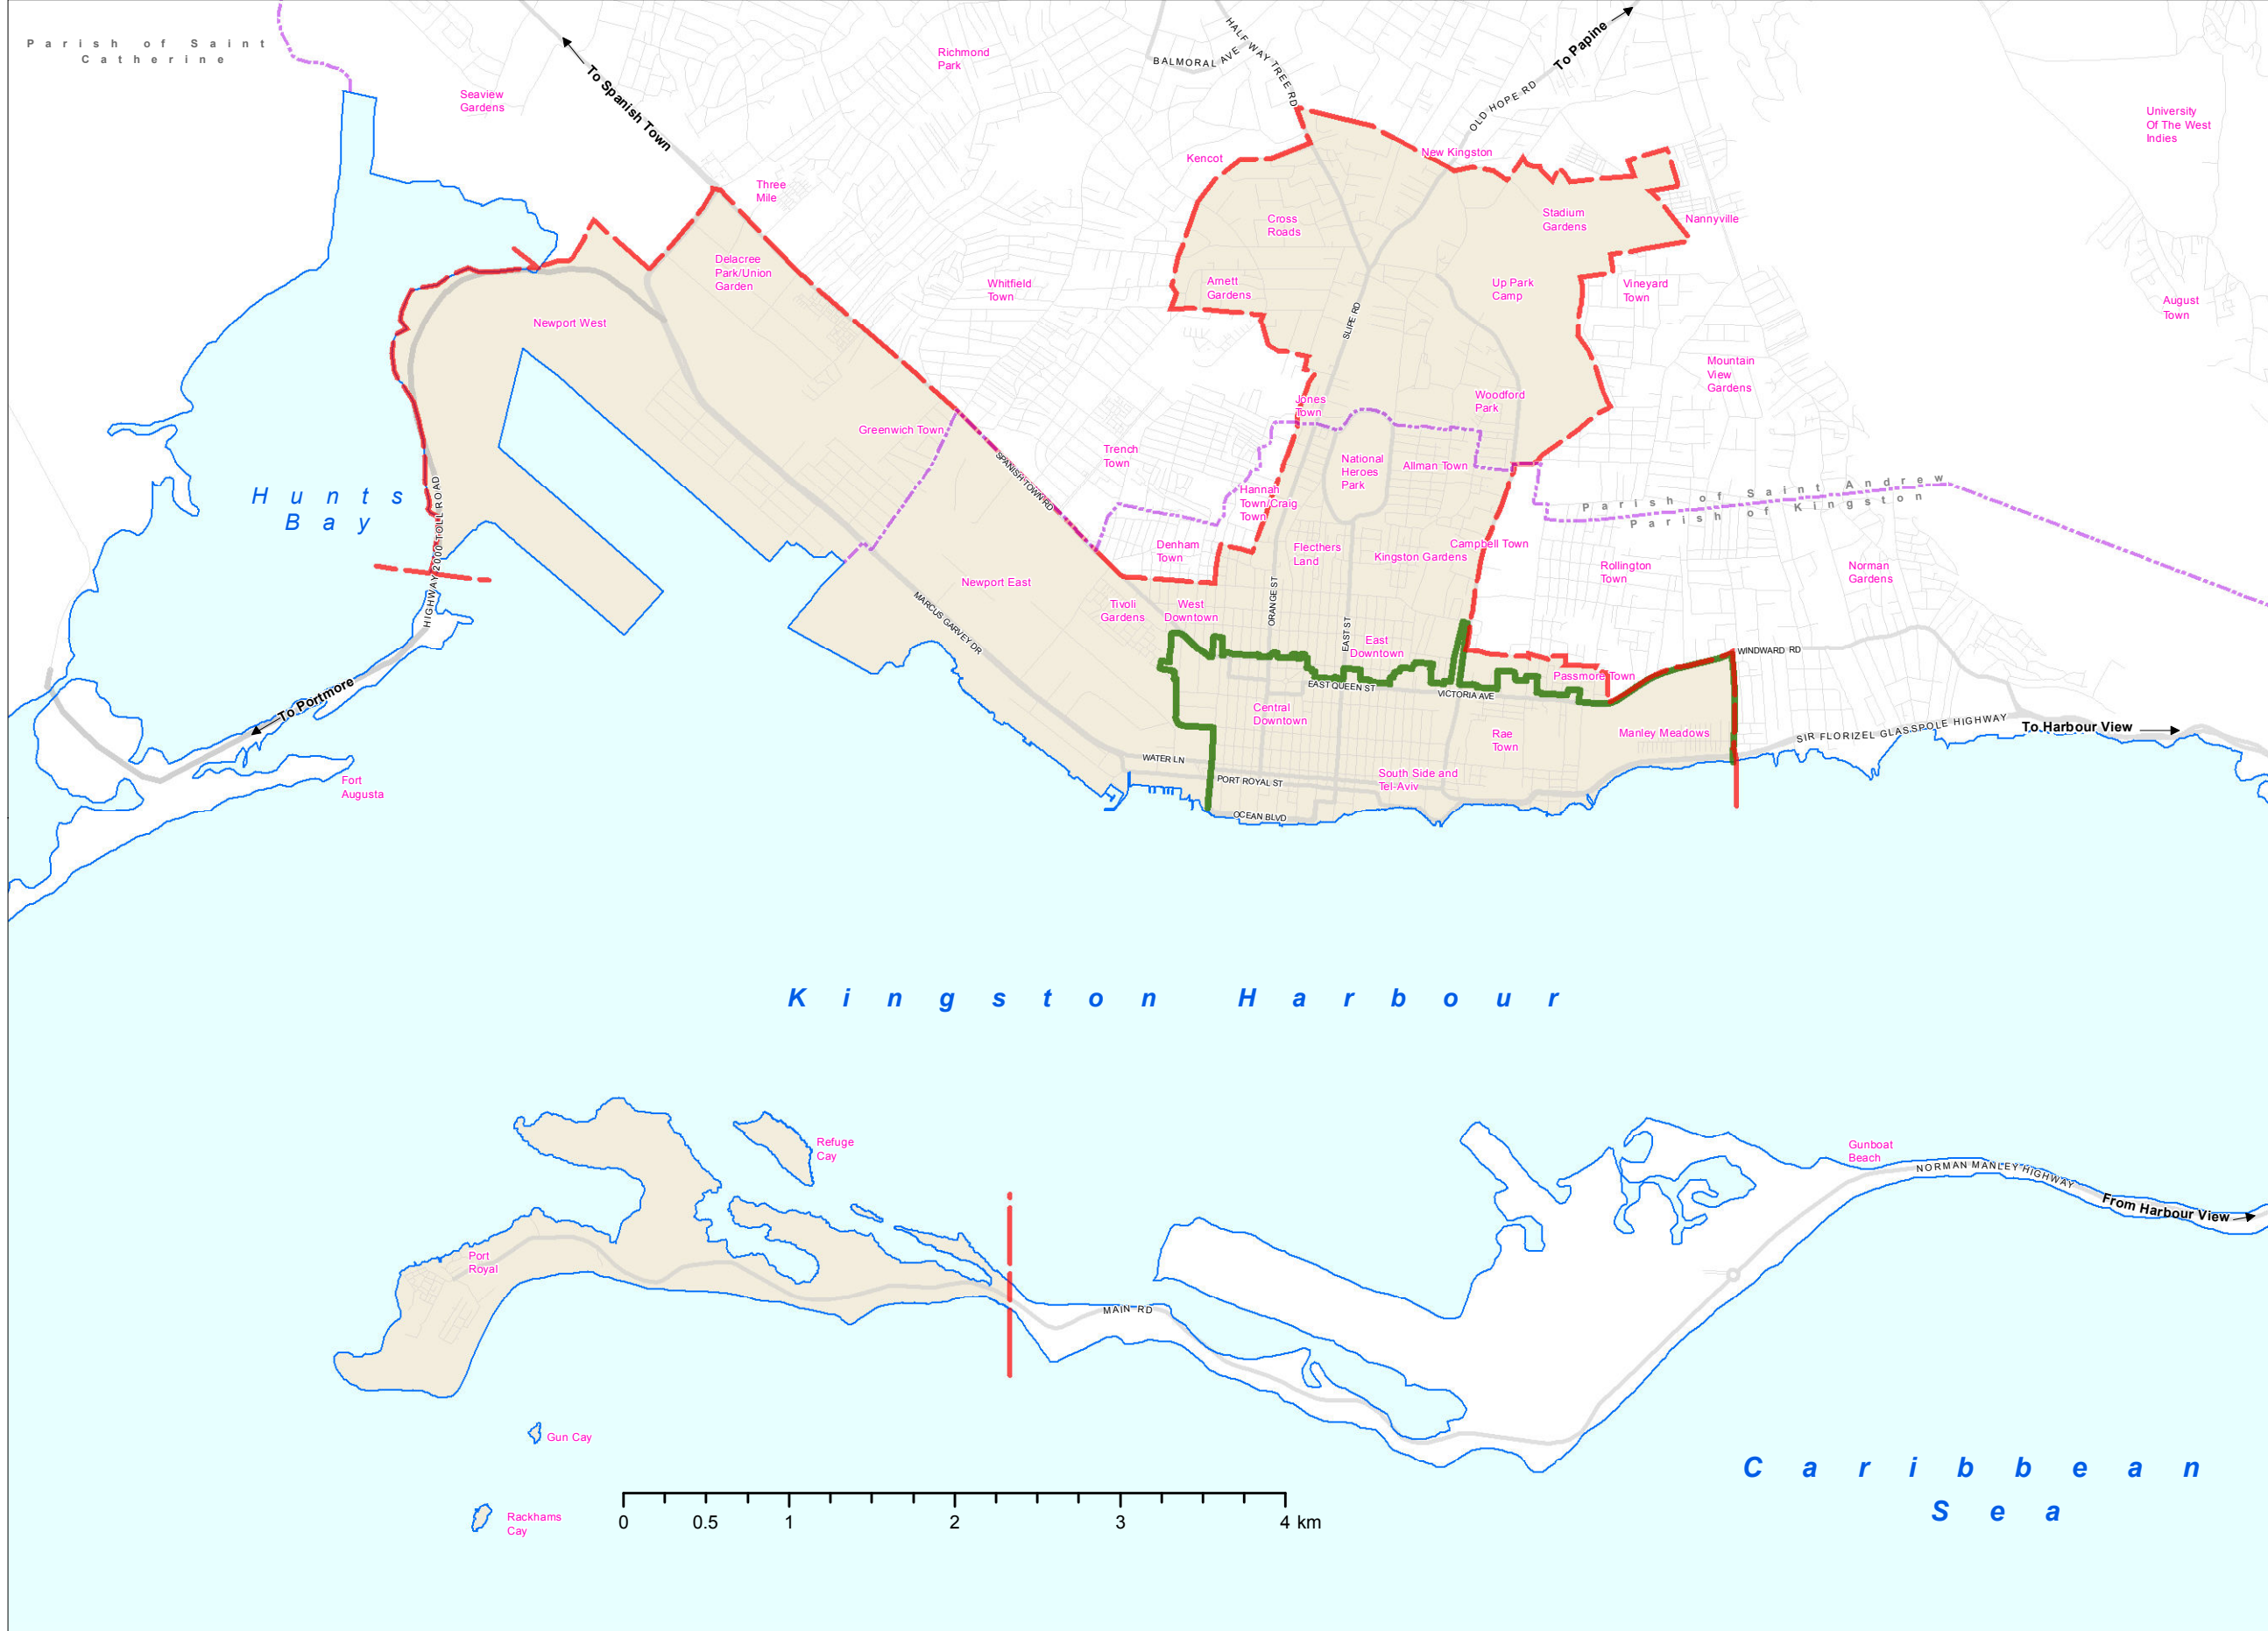 Parish of Saint
Catherine
Seaview
Gardens
To Spanish Town
Richmond
Park
BALMORAL AVE
HALF WAY TREE RD
To Papine
OLD HOPE RD
University
Of The West
Indies
Three
Mile
Kencot
New Kingston
Cross
Roads
Stadium
Gardens
Nannyville
Delacree
Park/Union
Garden
Whitfield
Town
Arnett
Gardens
Up Park
Camp
Vineyard
Town
August
Town
Newport West
SLIPE RD
Mountain
View
Gardens
Jones
Town
Woodford
Park
Greenwich Town
Trench
Town
SPANISH TOWN RD
National
Heroes
Park
Allman Town
Hunts
Bay
HIGHWAY 2000 TOLL ROAD
Hannah
Town/Craig
Town
Parish of Saint Andrew
Parish of Kingston
Denham
Town
Flecthers
Land
Kingston Gardens
Campbell Town
Rollington
Town
Norman
Gardens
Newport East
MARCUS GARVEY DR
Tivoli
Gardens
West
Downtown
ORANGE ST
EAST ST
East
Downtown
WINDWARD RD
Passmore Town
EAST QUEEN ST
VICTORIA AVE
To Portmore
Central
Downtown
Rae
Town
Manley Meadows
SIR FLORIZEL GLASSPOLE HIGHWAY
To Harbour View
WATER LN
PORT ROYAL ST
South Side and
Tel-Aviv
Fort
Augusta
OCEAN BLVD
Kingston Harbour
Refuge
Cay
Gunboat
Beach
NORMAN MANLEY HIGHWAY
From Harbour View
Port
Royal
MAIN RD
Gun Cay
Caribbean
Sea
Rackhams
Cay
0 0.5 1 2 3 4 km